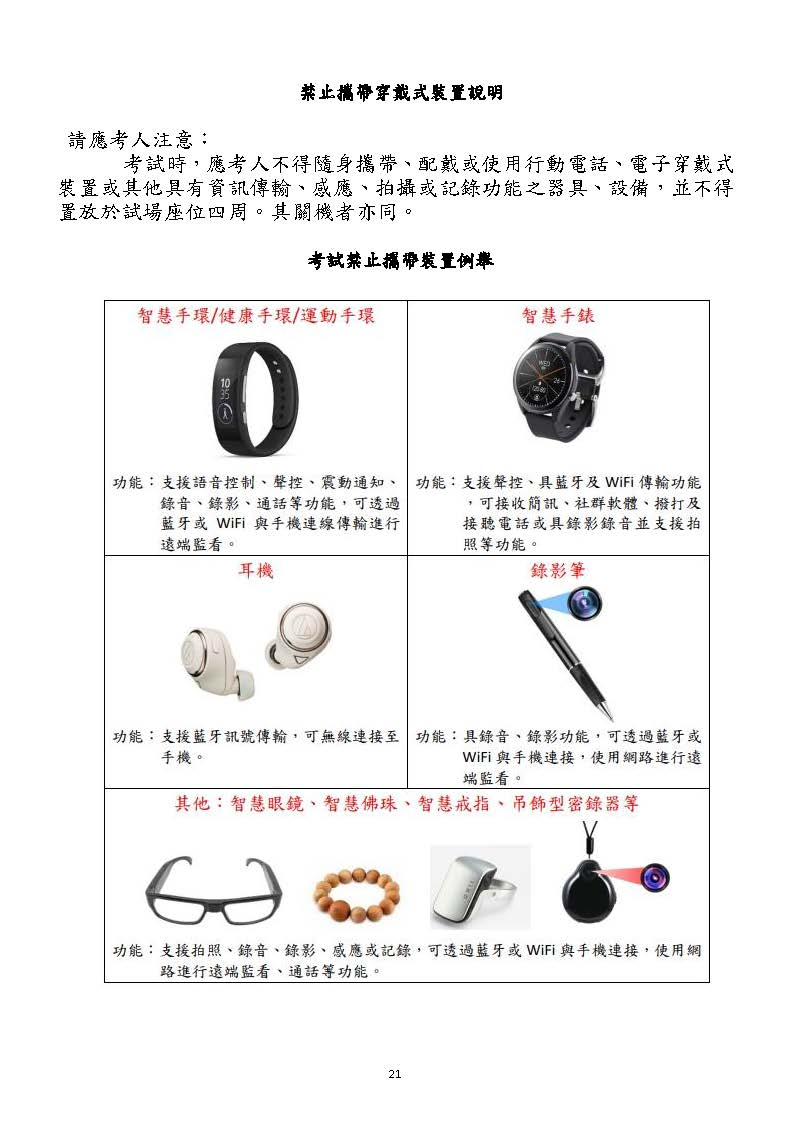 禁止攜帶穿戴式裝置說明
請應考人注意：
考試時，應考人不得隨身攜帶、配戴或使用行動電話、電子穿戴式
裝置或其他具有資訊傳輸、感應、拍攝或記錄功能之器具、設備，並不得
置放於試場座位四周。其關機者亦同。
考試禁止攜帶裝置例舉
智慧手環/健康手環/運動手環
10
35
功能：支援語音控制、聲控、震動通知、
錄音、錄影、通話等功能，可透過
藍牙或 WiFi 與手機連線傳輸進行
遠端監看。
智慧手錶
WED
26
功能：支援聲控、具藍牙及 WiFi 傳輸功能
，可接收簡訊、社群軟體、撥打及
接聽電話或具錄影錄音並支援拍
照等功能。
耳機
功能：支援藍牙訊號傳輸，可無線連接至
手機。
錄影筆
功能：具錄音、錄影功能，可透過藍牙或
WiFi 與手機連接，使用網路進行遠
端監看。
其他：智慧眼鏡、智慧佛珠、智慧戒指、吊飾型密錄器等
功能：支援拍照、錄音、錄影、感應或記錄，可透過藍牙或 WiFi 與手機連接，使用網
路進行遠端監看、通話等功能。
21